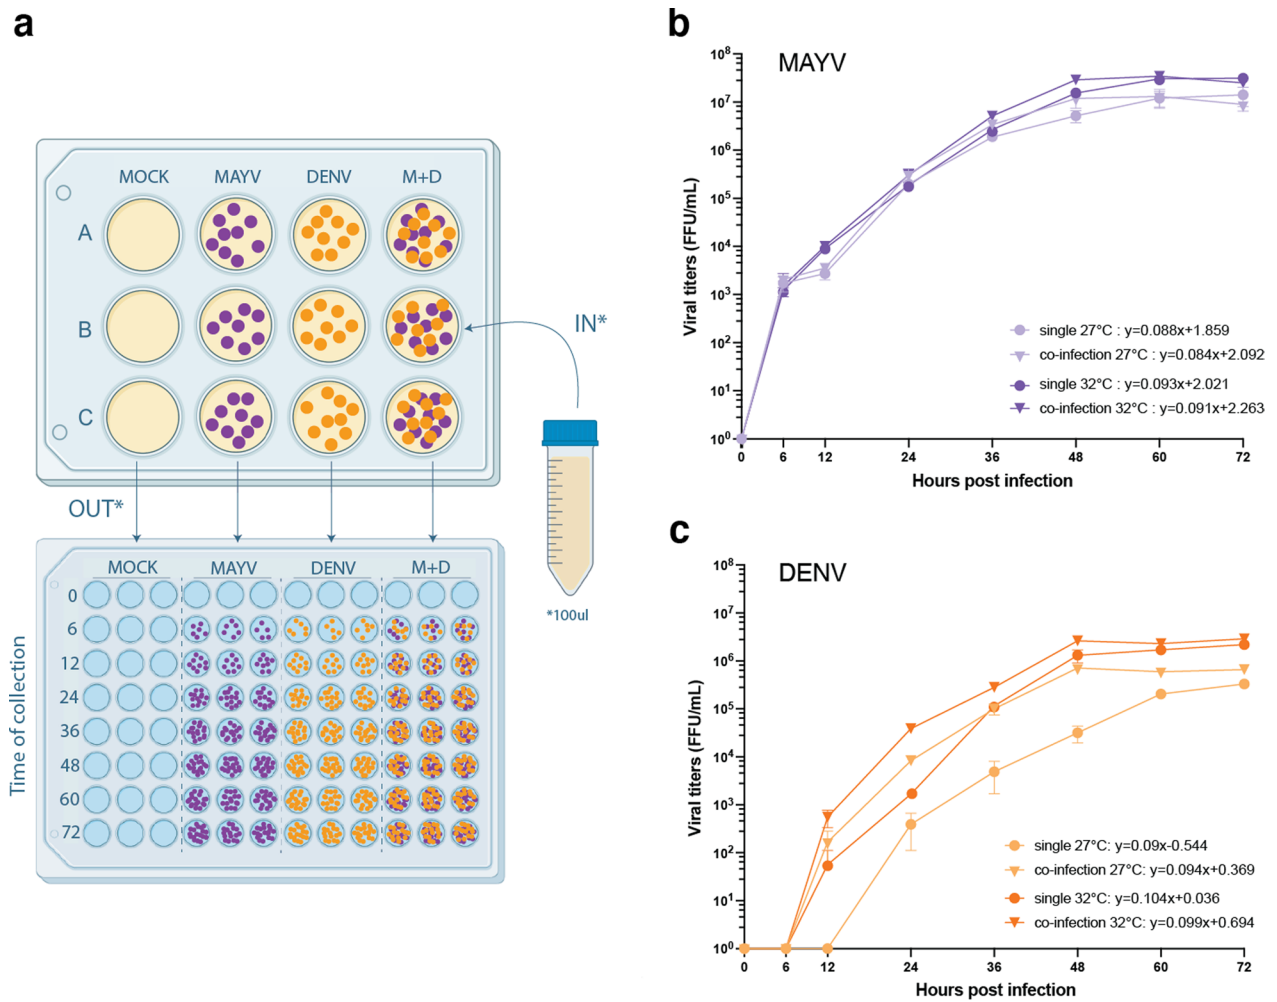 a
MOCK MAYV DENV M+D
A
B
C
IN*
OUT*
*100ul
MOCK MAYV DENV M+D
Time of collection
0
6
12
24
36
48
60
72
b
MAYV
Viral titers (FFU/mL)
10⁸
10⁷
10⁶
10⁵
10⁴
10³
10²
10¹
10⁰
single 27°C : y=0.088x+1.859
co-infection 27°C : y=0.084x+2.092
single 32°C : y=0.093x+2.021
co-infection 32°C : y=0.091x+2.263
0 6 12 24 36 48 60 72
Hours post infection
c
DENV
Viral titers (FFU/mL)
10⁸
10⁷
10⁶
10⁵
10⁴
10³
10²
10¹
10⁰
single 27°C: y=0.09x-0.544
co-infection 27°C: y=0.094x+0.369
single 32°C: y=0.104x+0.036
co-infection 32°C: y=0.099x+0.694
0 6 12 24 36 48 60 72
Hours post infection